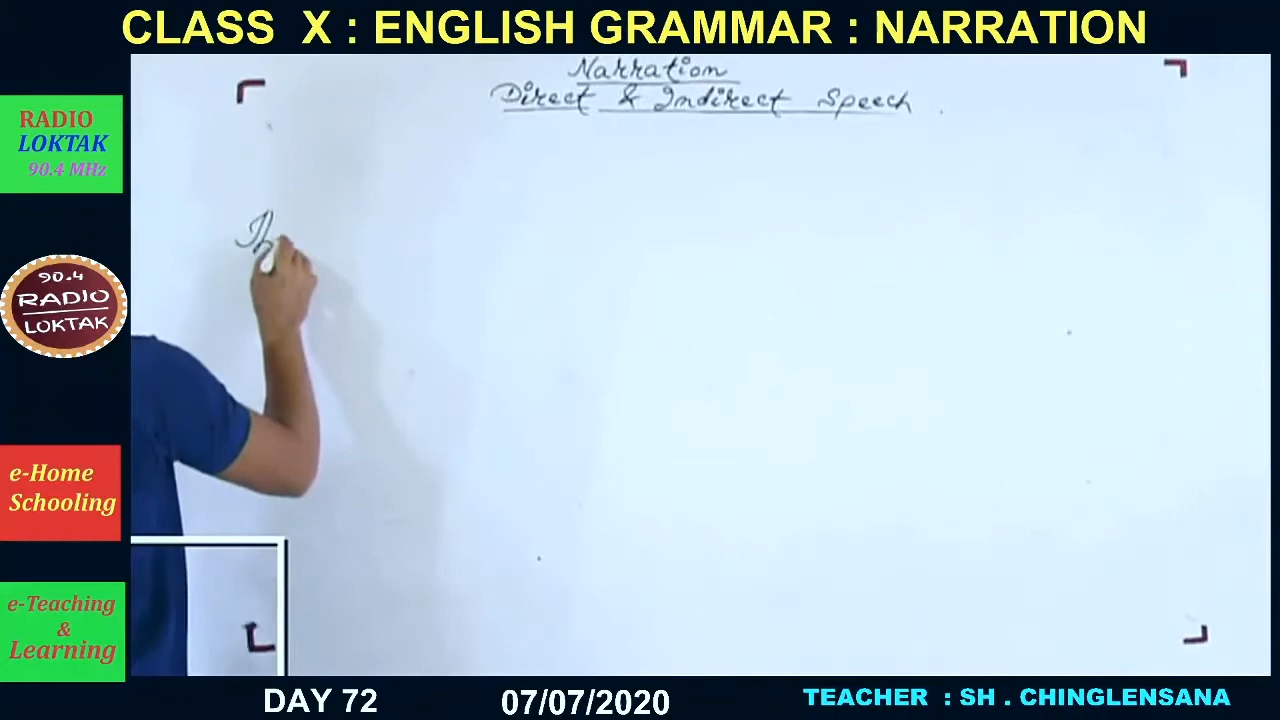 CLASS X : ENGLISH GRAMMAR : NARRATION
Narration
Direct & Indirect Speech
Th
RADIO
LOKTAK
90.4 MHz
90.4
RADIO
LOKTAK
e-Home
Schooling
e-Teaching
&
Learning
DAY 72
07/07/2020
TEACHER : SH . CHINGLENSANA